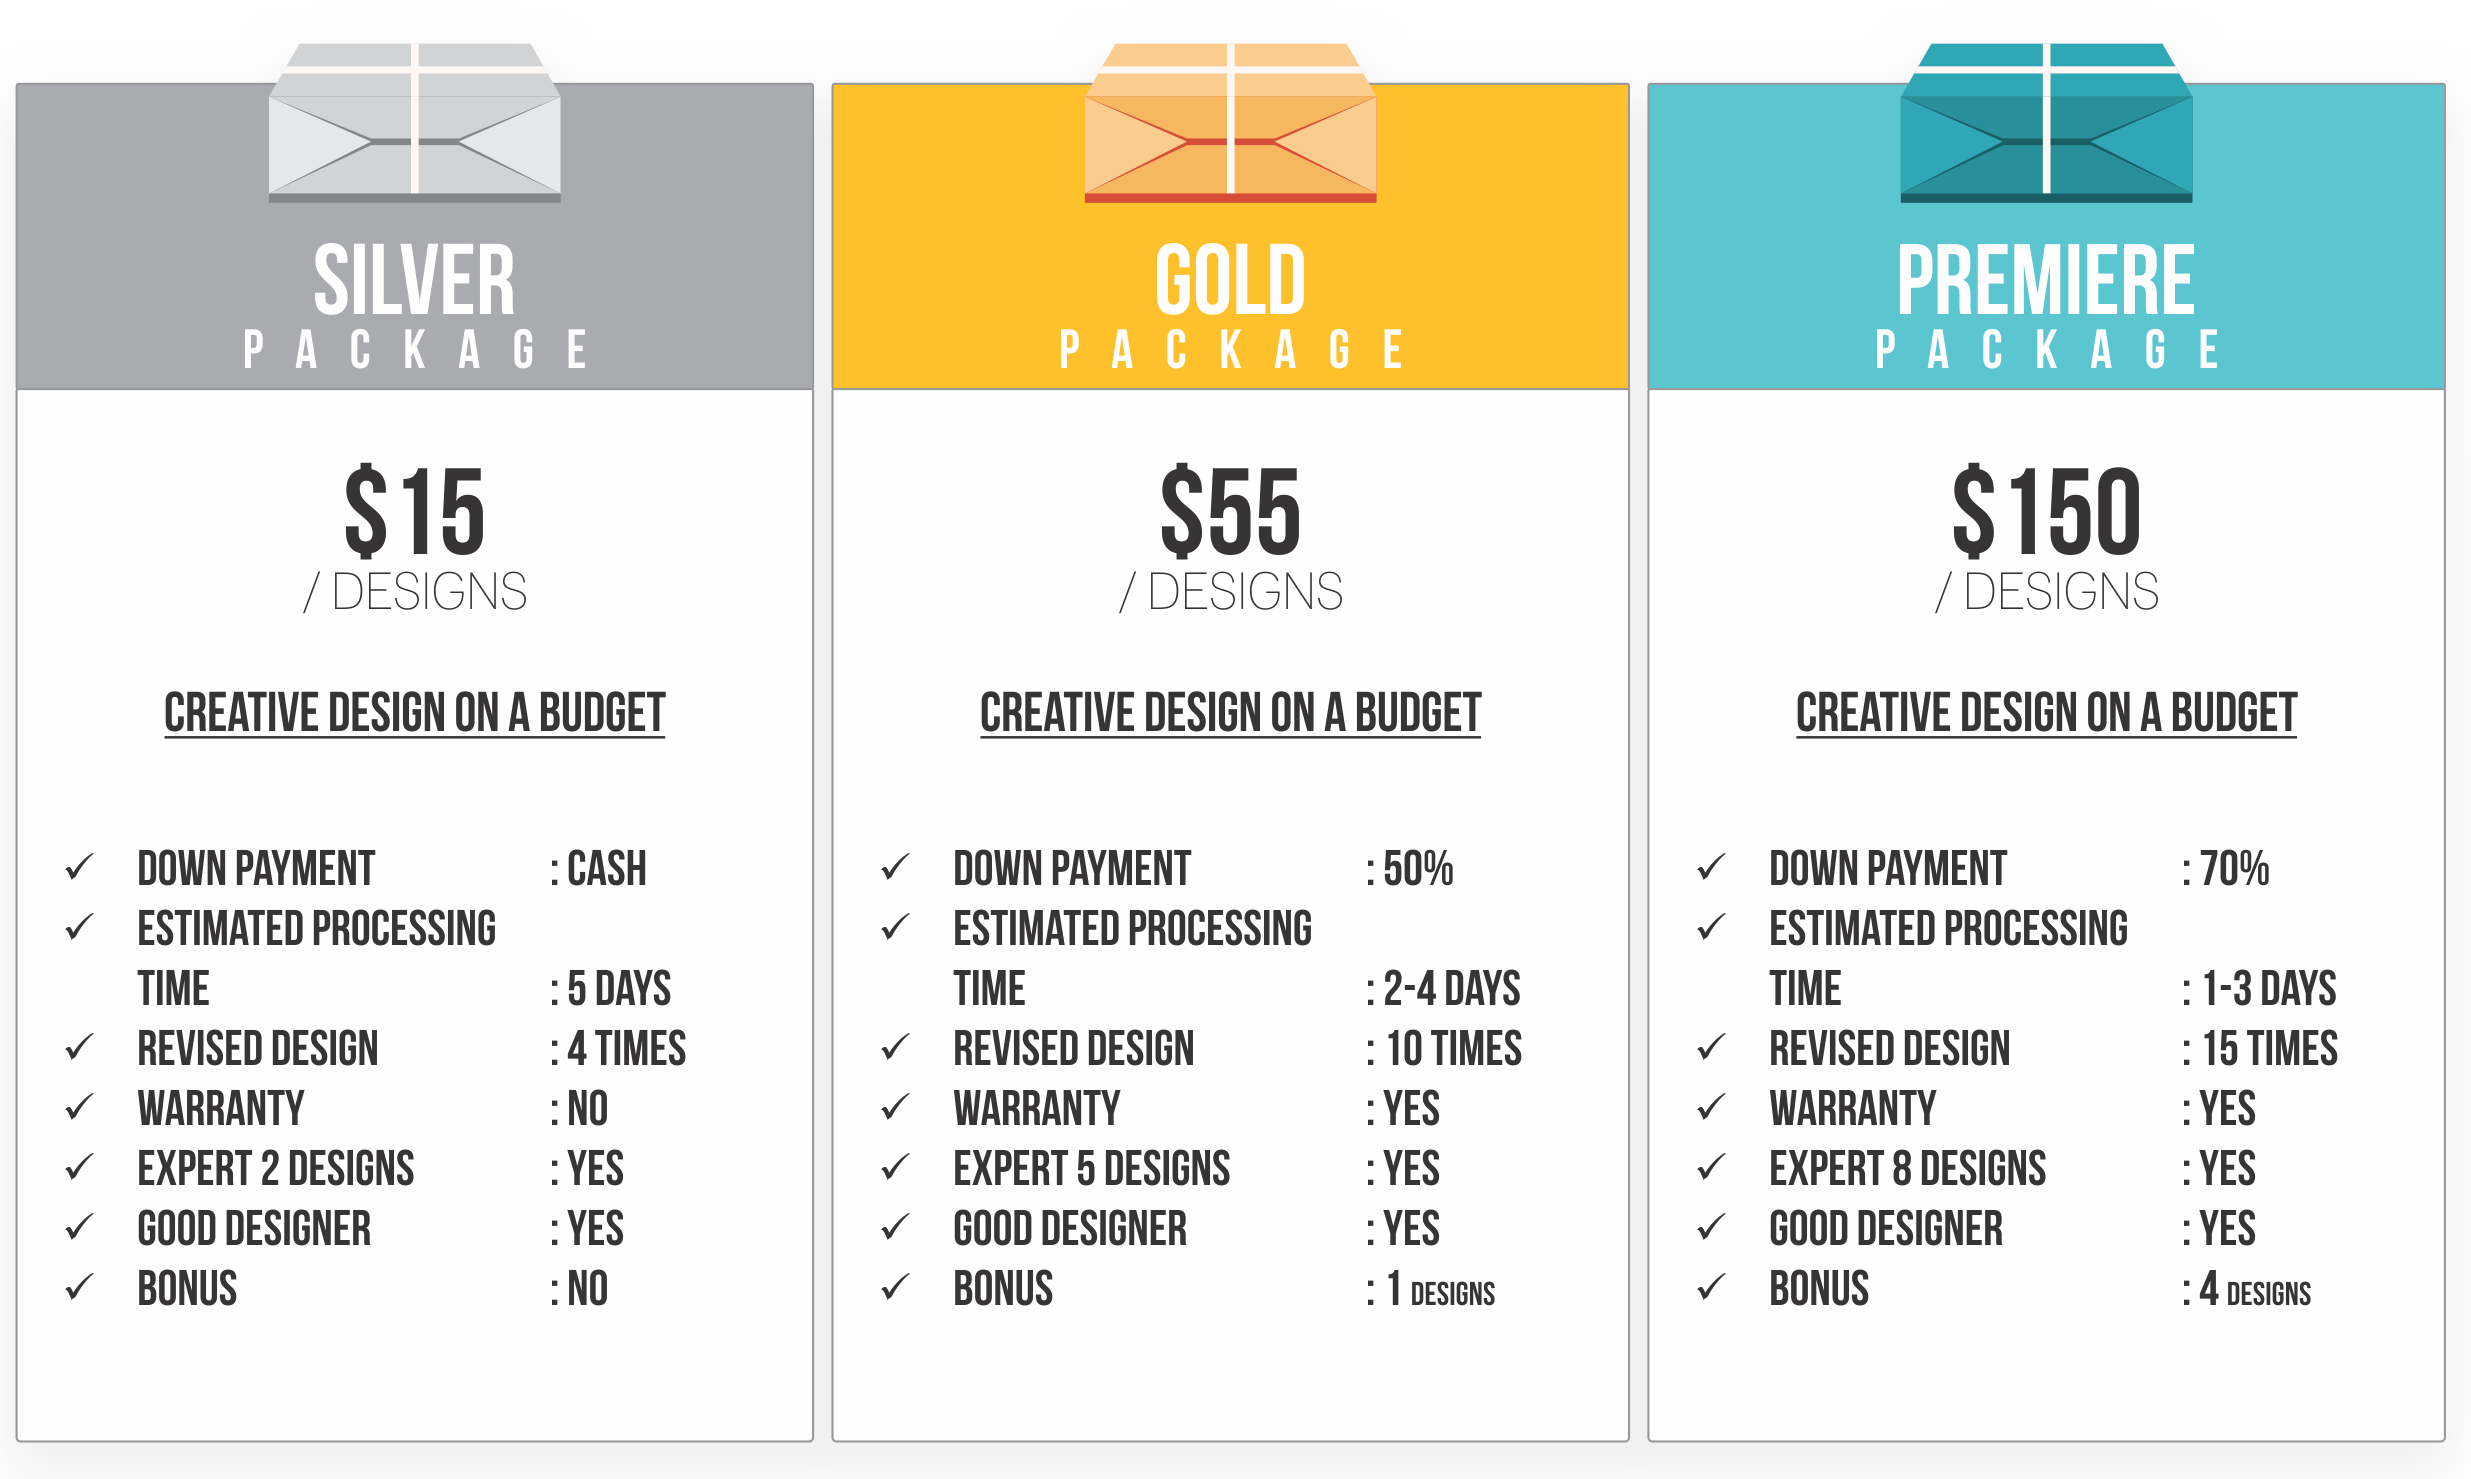 SILVER
PACKAGE
$15
/ DESIGNS
CREATIVE DESIGN ON A BUDGET
DOWN PAYMENT : CASH
ESTIMATED PROCESSING
TIME : 5 DAYS
REVISED DESIGN : 4 TIMES
WARRANTY : NO
EXPERT 2 DESIGNS : YES
GOOD DESIGNER : YES
BONUS : NO
GOLD
PACKAGE
$55
/ DESIGNS
CREATIVE DESIGN ON A BUDGET
DOWN PAYMENT : 50%
ESTIMATED PROCESSING
TIME : 2-4 DAYS
REVISED DESIGN : 10 TIMES
WARRANTY : YES
EXPERT 5 DESIGNS : YES
GOOD DESIGNER : YES
BONUS : 1 DESIGNS
PREMIERE
PACKAGE
$150
/ DESIGNS
CREATIVE DESIGN ON A BUDGET
DOWN PAYMENT : 70%
ESTIMATED PROCESSING
TIME : 1-3 DAYS
REVISED DESIGN : 15 TIMES
WARRANTY : YES
EXPERT 8 DESIGNS : YES
GOOD DESIGNER : YES
BONUS : 4 DESIGNS